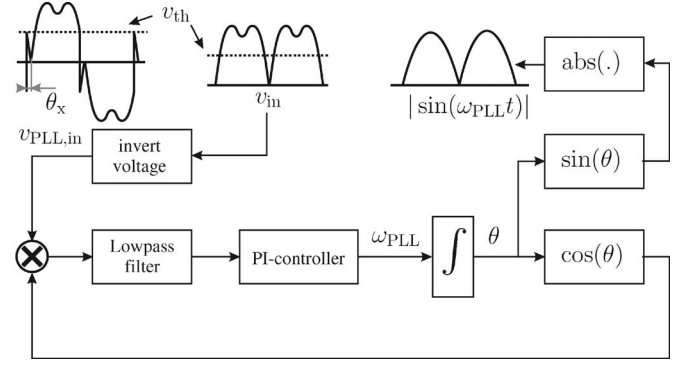 v_th
θ_x
v_in
|sin(ω_PLL t)|
abs(.)
v_PLL,in
invert
voltage
sin(θ)
Lowpass
filter
PI-controller
ω_PLL
∫
θ
cos(θ)